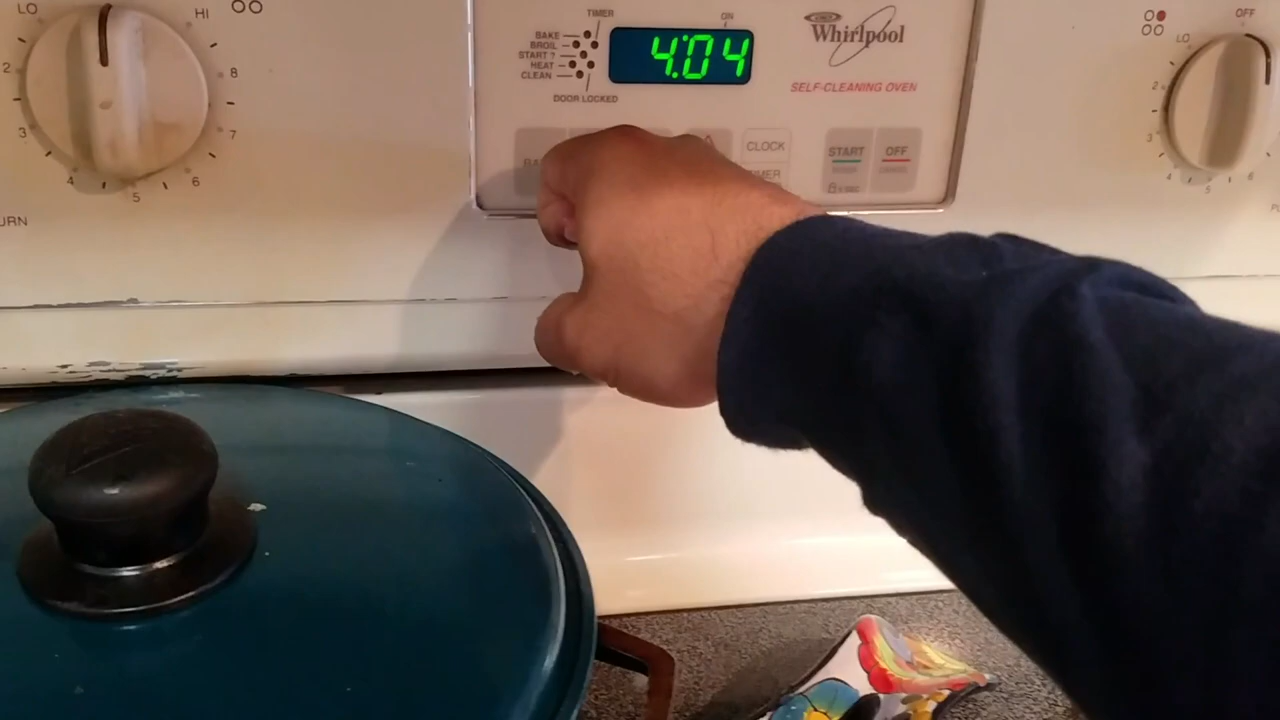 LO
HI
2
3
4
5
6
7
8
TIMER
ON
BAKE
BROIL
START ?
HEAT
CLEAN
DOOR LOCKED
4:04
Whirlpool
SELF-CLEANING OVEN
CLOCK
START
OFF
OFF
LO
2
3
4
5
6